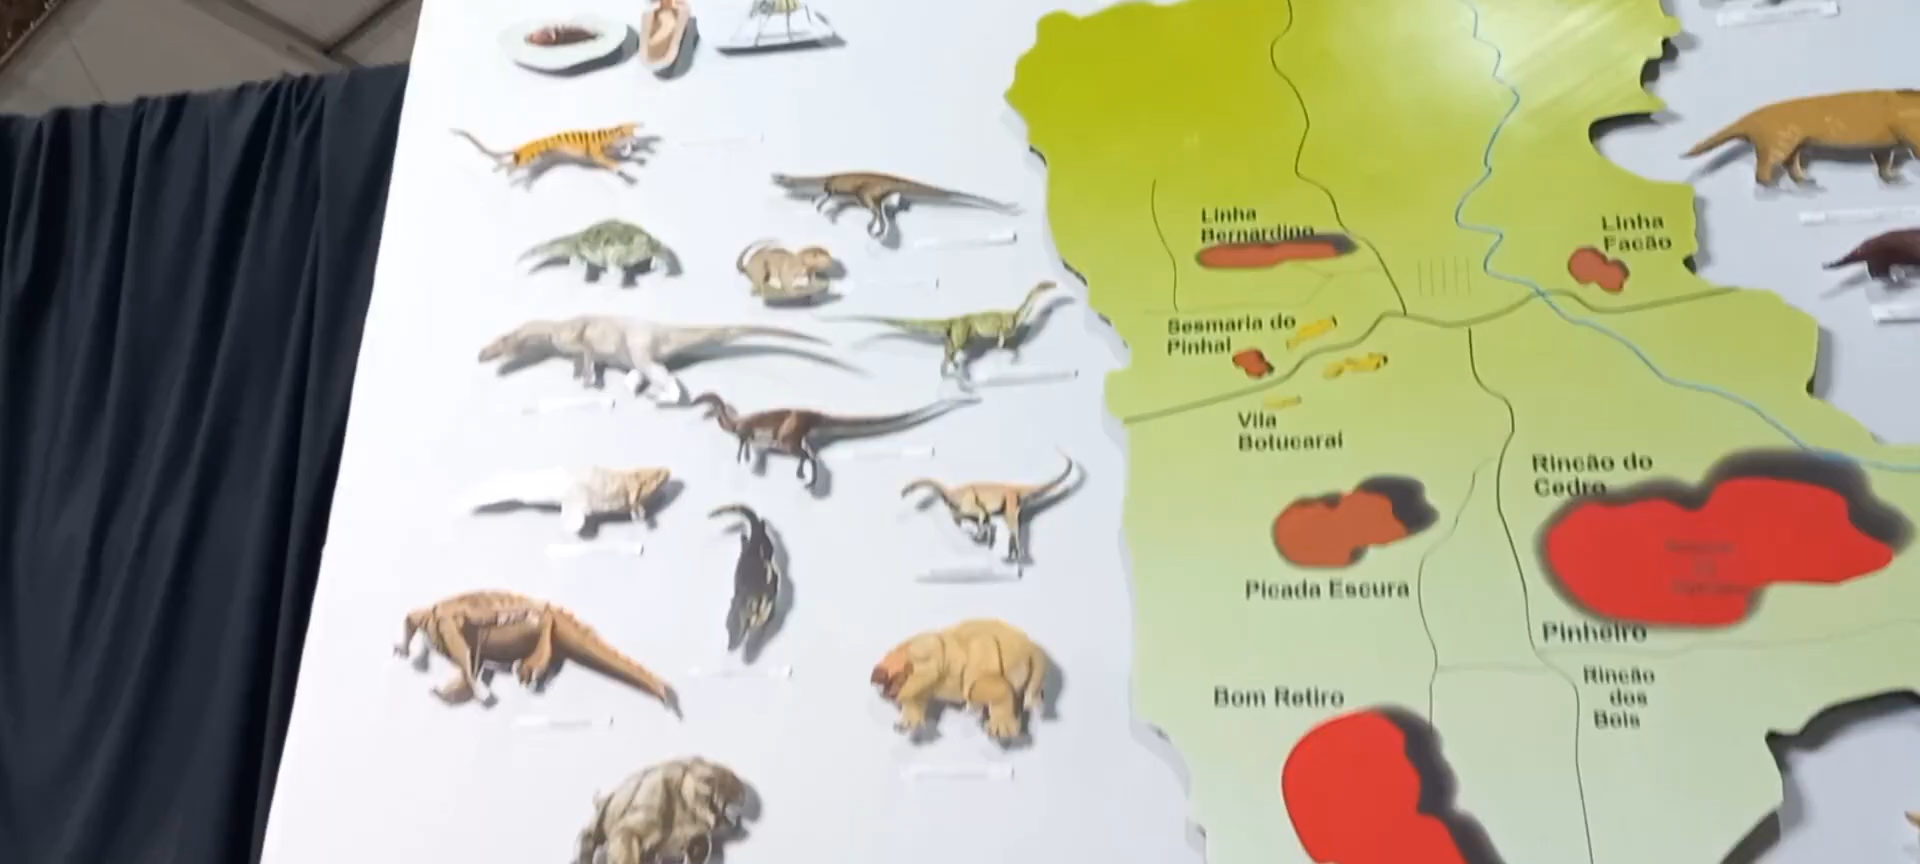 Linha
Bernardino
Linha
Facão
Sesmaria do
Pinhal
Vila
Botucaraí
Rincão do
Cedro
Picada Escura
Pinheiro
Rincão
dos
Bois
Bom Retiro